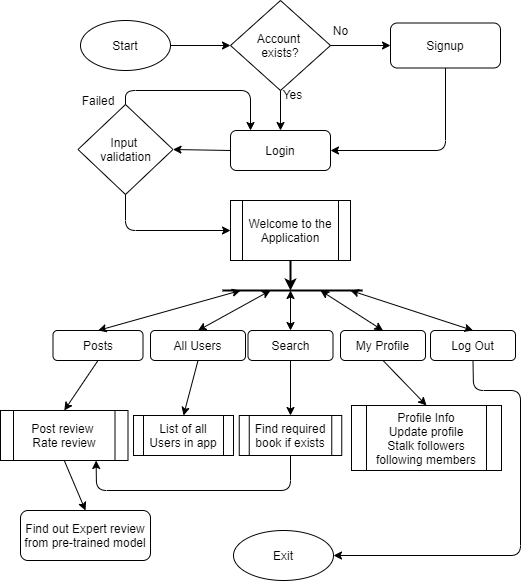 Start
Account
exists?
No
Signup
Yes
Failed
Input
validation
Login
Welcome to the
Application
Posts
All Users
Search
My Profile
Log Out
Post review
Rate review
List of all
Users in app
Find required
book if exists
Profile Info
Update profile
Stalk followers
following members
Find out Expert review
from pre-trained model
Exit